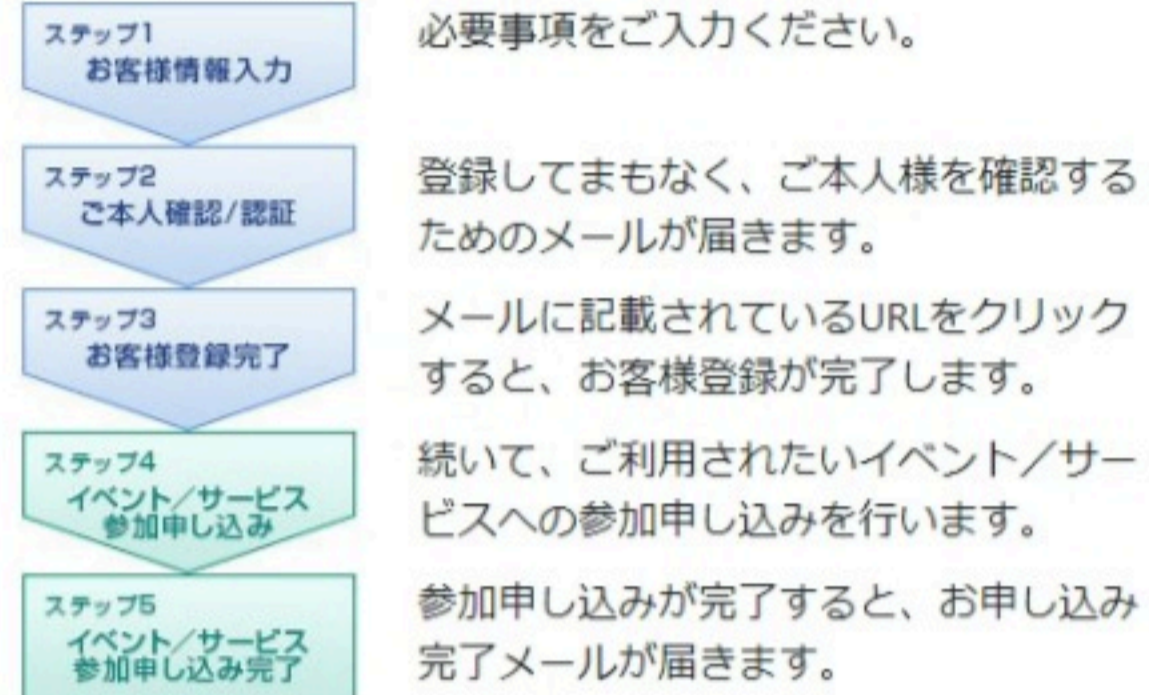 ステップ1
お客様情報入力
必要事項をご入力ください。
ステップ2
ご本人確認/認証
登録してまもなく、ご本人様を確認する
ためのメールが届きます。
ステップ3
お客様登録完了
メールに記載されているURLをクリック
すると、お客様登録が完了します。
ステップ4
イベント／サービス
参加申し込み
続いて、ご利用されたいイベント／サー
ビスへの参加申し込みを行います。
ステップ5
イベント／サービス
参加申し込み完了
参加申し込みが完了すると、お申し込み
完了メールが届きます。